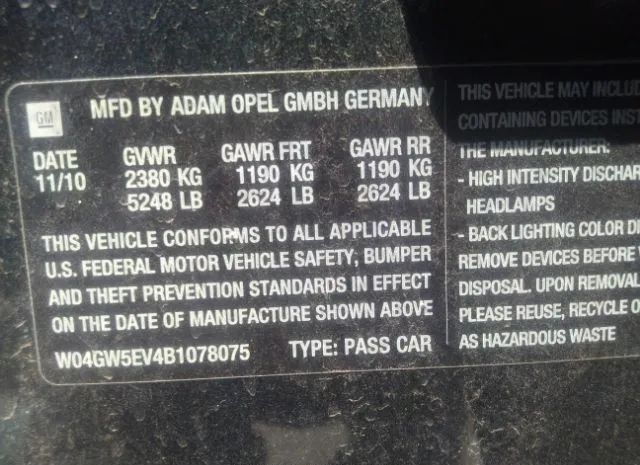 GM
MFD BY ADAM OPEL GMBH GERMANY
DATE GVWR GAWR FRT GAWR RR
11/10 2380 KG 1190 KG 1190 KG
5248 LB 2624 LB 2624 LB
THIS VEHICLE CONFORMS TO ALL APPLICABLE
U.S. FEDERAL MOTOR VEHICLE SAFETY, BUMPER
AND THEFT PREVENTION STANDARDS IN EFFECT
ON THE DATE OF MANUFACTURE SHOWN ABOVE
W04GW5EV4B1078075 TYPE: PASS CAR
THIS VEHICLE MAY INCLUD
CONTAINING DEVICES INST
THE MANUFACTURER:
- HIGH INTENSITY DISCHAR
HEADLAMPS
- BACK LIGHTING COLOR DI
REMOVE DEVICES BEFORE
DISPOSAL. UPON REMOVAL
PLEASE REUSE, RECYCLE O
AS HAZARDOUS WASTE